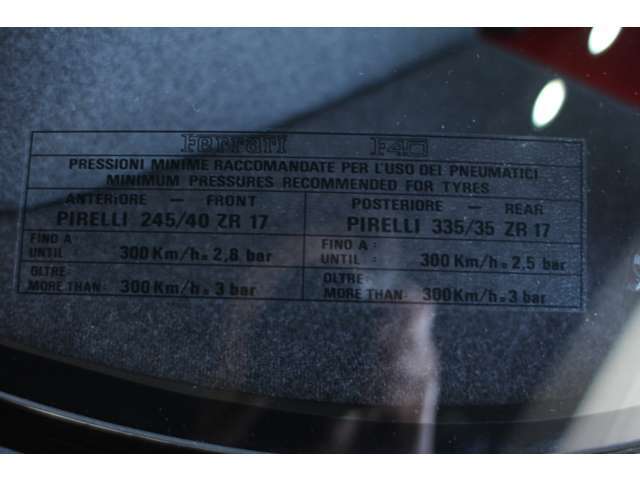 Ferrari F40
PRESSIONI MINIME RACCOMANDATE PER L'USO DEI PNEUMATICI
MINIMUM PRESSURES RECOMMENDED FOR TYRES
ANTERIORE — FRONT
PIRELLI 245/40 ZR 17
FINO A :
UNTIL : 300 Km/h = 2,8 bar
OLTRE:
MORE THAN: 300 Km/h = 3 bar
POSTERIORE — REAR
PIRELLI 335/35 ZR 17
FINO A :
UNTIL : 300 Km/h = 2,5 bar
OLTRE:
MORE THAN: 300 Km/h = 3 bar